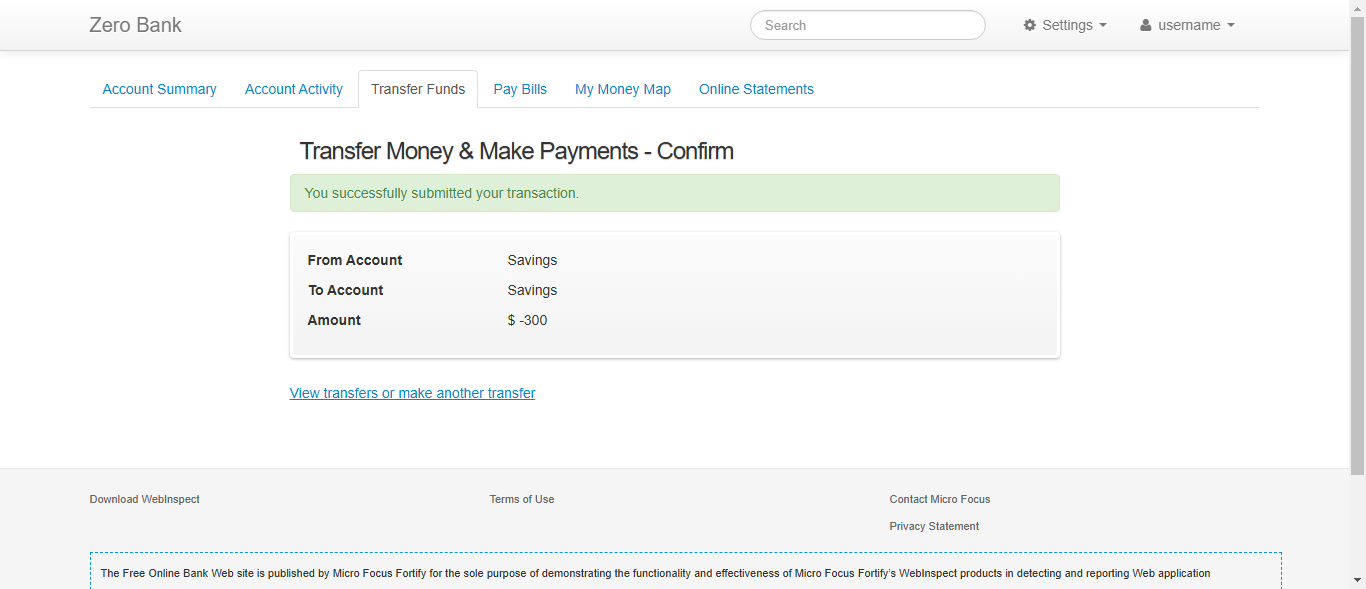 Zero Bank
Search
Settings
username
Account Summary
Account Activity
Transfer Funds
Pay Bills
My Money Map
Online Statements
Transfer Money & Make Payments - Confirm
You successfully submitted your transaction.
From Account Savings
To Account Savings
Amount $ -300
View transfers or make another transfer
Download WebInspect
Terms of Use
Contact Micro Focus
Privacy Statement
The Free Online Bank Web site is published by Micro Focus Fortify for the sole purpose of demonstrating the functionality and effectiveness of Micro Focus Fortify's WebInspect products in detecting and reporting Web application